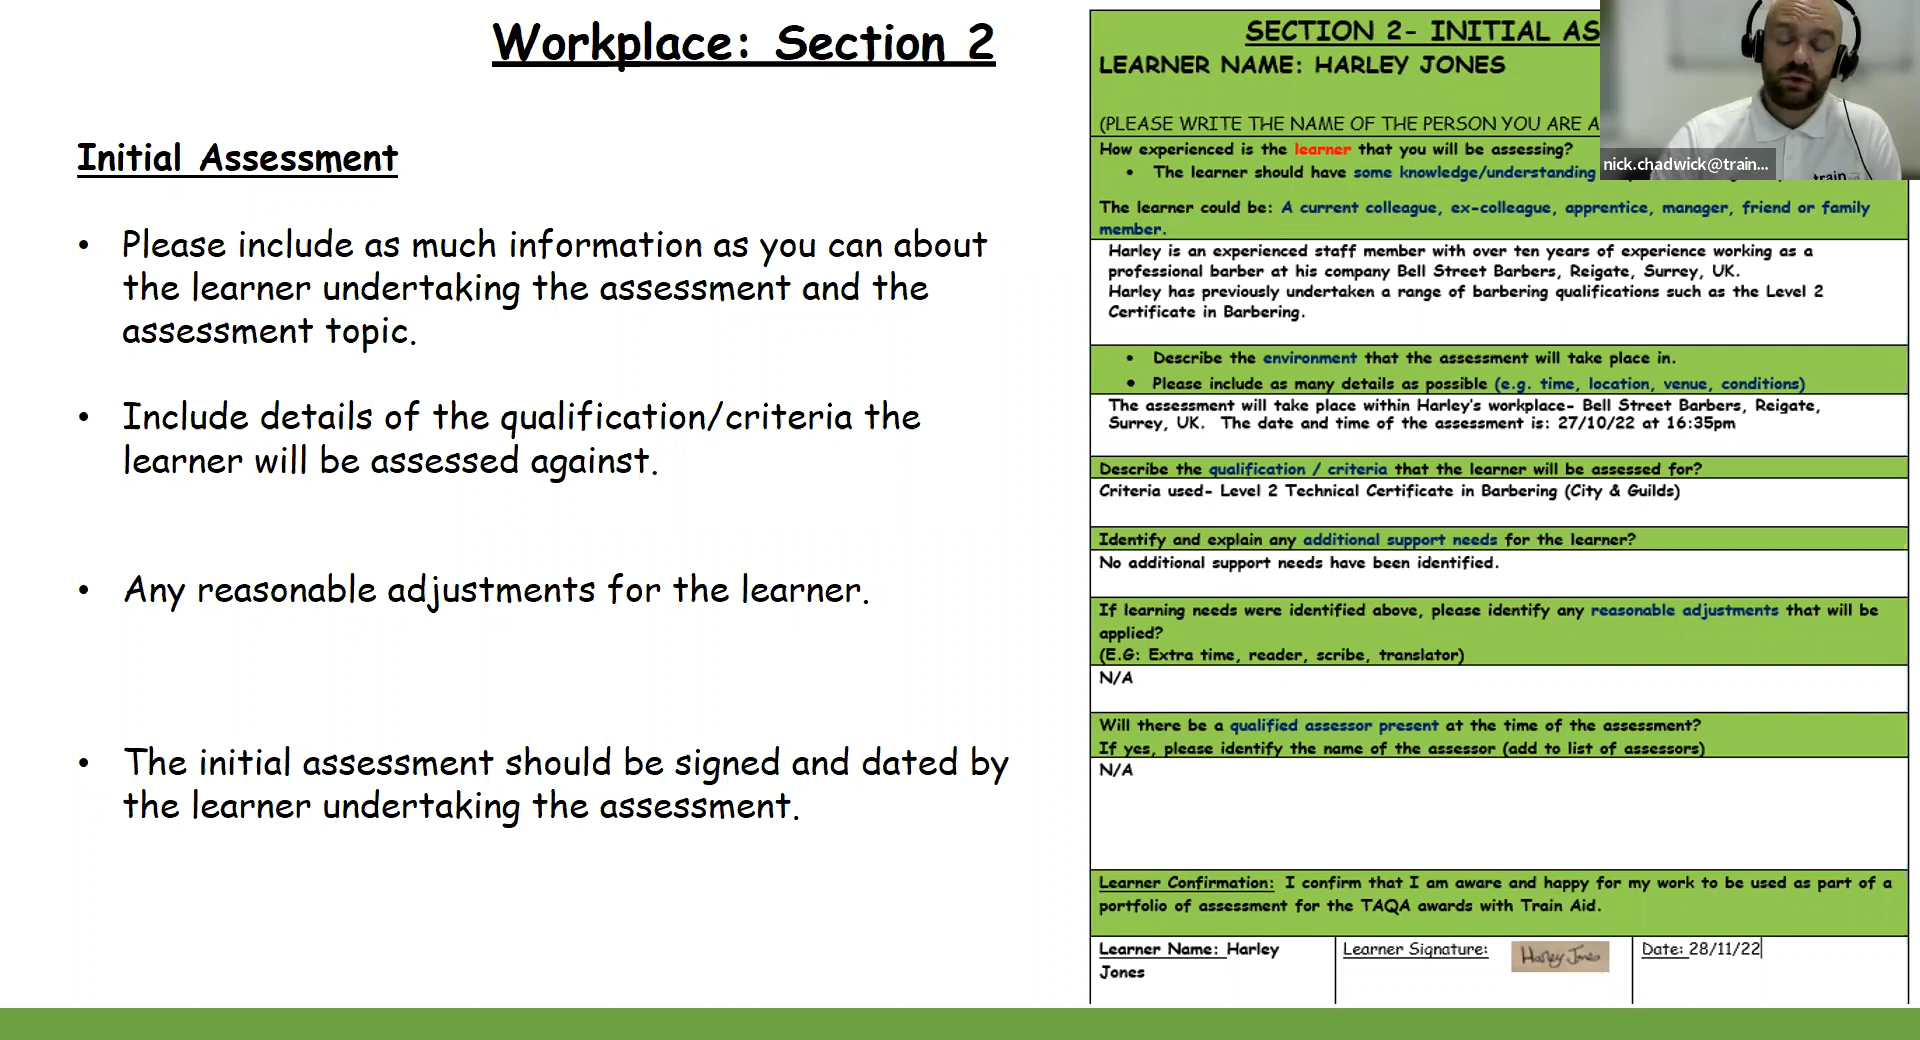 Workplace: Section 2
Initial Assessment
• Please include as much information as you can about
the learner undertaking the assessment and the
assessment topic.
• Include details of the qualification/criteria the
learner will be assessed against.
• Any reasonable adjustments for the learner.
• The initial assessment should be signed and dated by
the learner undertaking the assessment.
SECTION 2- INITIAL AS
LEARNER NAME: HARLEY JONES
(PLEASE WRITE THE NAME OF THE PERSON YOU ARE A
How experienced is the learner that you will be assessing?
• The learner should have some knowledge/understanding
The learner could be: A current colleague, ex-colleague, apprentice, manager, friend or family
member.
Harley is an experienced staff member with over ten years of experience working as a
professional barber at his company Bell Street Barbers, Reigate, Surrey, UK.
Harley has previously undertaken a range of barbering qualifications such as the Level 2
Certificate in Barbering.
• Describe the environment that the assessment will take place in.
• Please include as many details as possible (e.g. time, location, venue, conditions)
The assessment will take place within Harley's workplace- Bell Street Barbers, Reigate,
Surrey, UK. The date and time of the assessment is: 27/10/22 at 16:35pm
Describe the qualification / criteria that the learner will be assessed for?
Criteria used- Level 2 Technical Certificate in Barbering (City & Guilds)
Identify and explain any additional support needs for the learner?
No additional support needs have been identified.
If learning needs were identified above, please identify any reasonable adjustments that will be
applied?
(E.G: Extra time, reader, scribe, translator)
N/A
Will there be a qualified assessor present at the time of the assessment?
If yes, please identify the name of the assessor (add to list of assessors)
N/A
Learner Confirmation: I confirm that I am aware and happy for my work to be used as part of a
portfolio of assessment for the TAQA awards with Train Aid.
Learner Name: Harley
Jones
Learner Signature: Harley Jones
Date: 28/11/22
nick.chadwick@train...
train